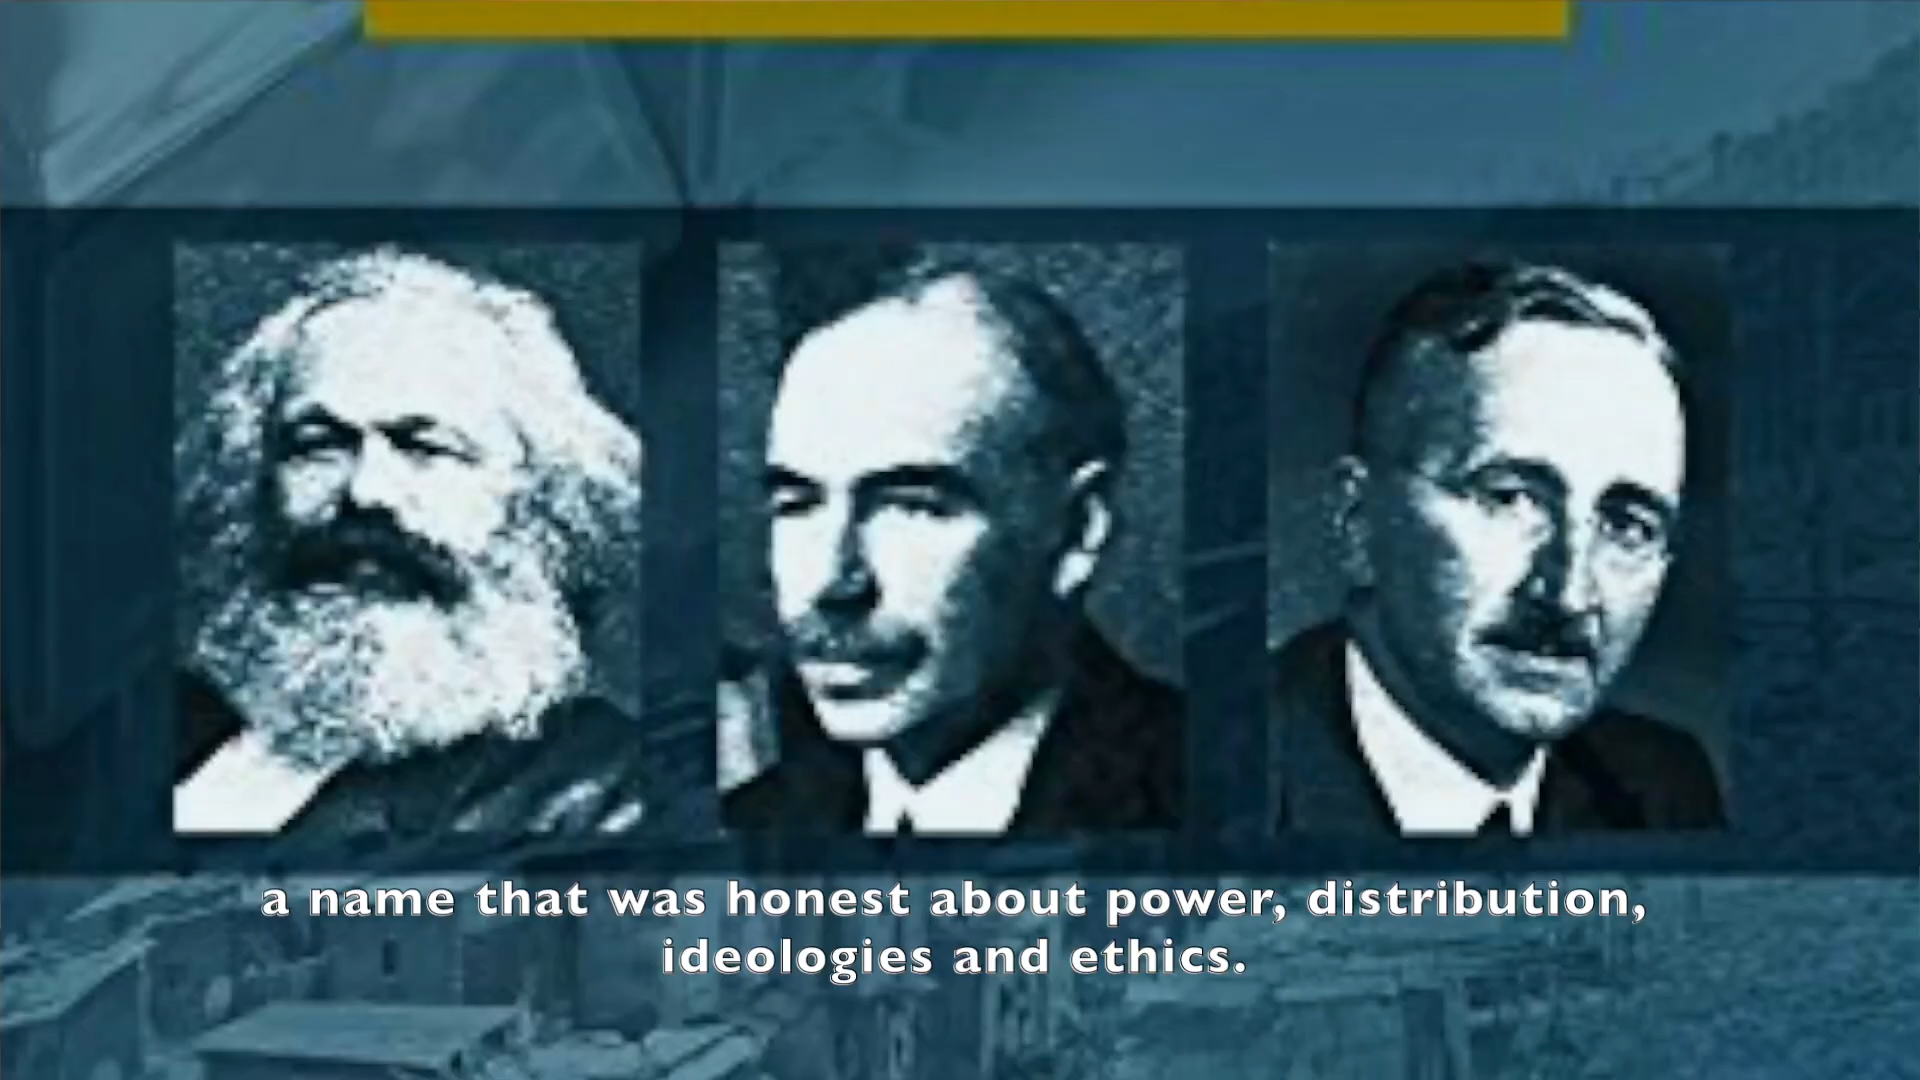 a name that was honest about power, distribution,
ideologies and ethics.